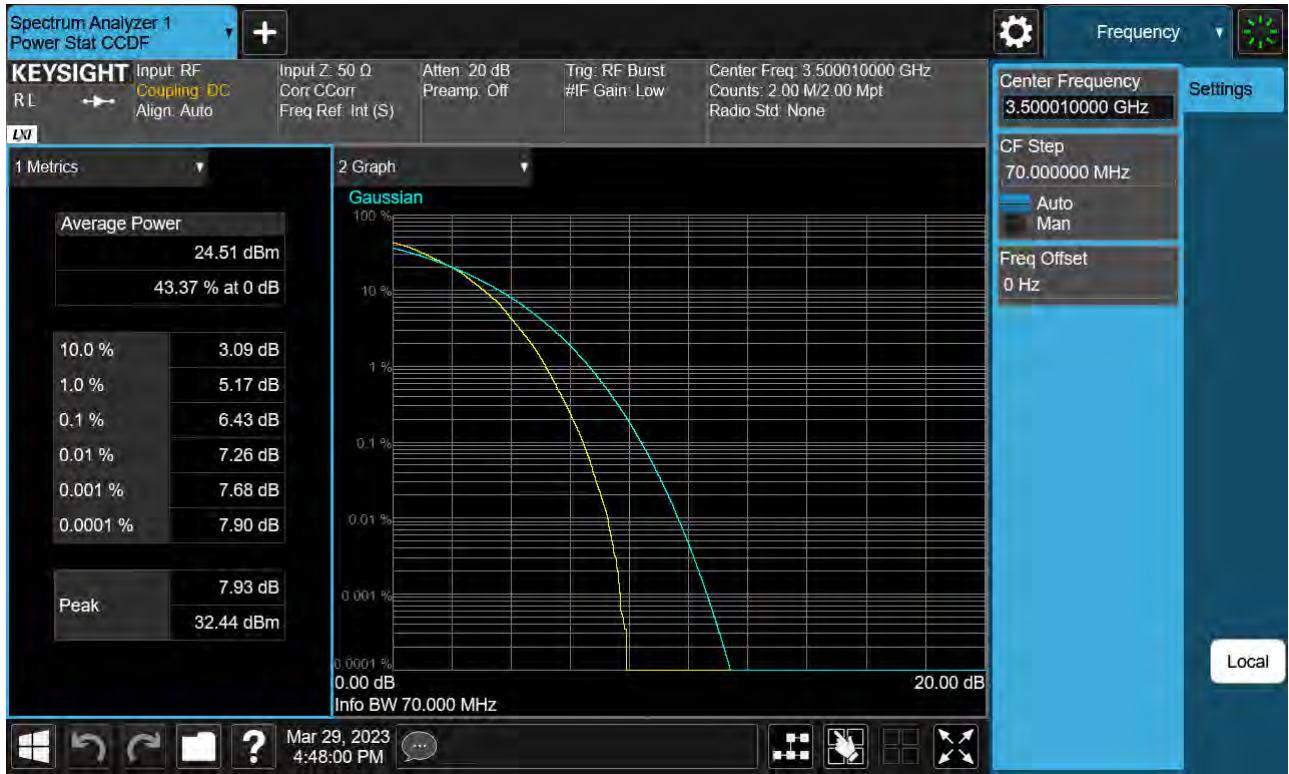 Spectrum Analyzer 1
Power Stat CCDF
+
Frequency
KEYSIGHT
RL
LXI
Input: RF
Coupling: DC
Align: Auto
Input Z: 50 Ω
Corr CCorr
Freq Ref: Int (S)
Atten: 20 dB
Preamp: Off
Trig: RF Burst
#IF Gain: Low
Center Freq: 3.500010000 GHz
Counts: 2.00 M/2.00 Mpt
Radio Std: None
Center Frequency
3.500010000 GHz
Settings
CF Step
70.000000 MHz
Auto
Man
Freq Offset
0 Hz
Local
1 Metrics
Average Power
24.51 dBm
43.37 % at 0 dB
10.0 % 3.09 dB
1.0 % 5.17 dB
0.1 % 6.43 dB
0.01 % 7.26 dB
0.001 % 7.68 dB
0.0001 % 7.90 dB
Peak
7.93 dB
32.44 dBm
2 Graph
Gaussian
100 %
10 %
1 %
0.1 %
0.01 %
0.001 %
0.0001 %
0.00 dB 20.00 dB
Info BW 70.000 MHz
?
Mar 29, 2023
4:48:00 PM